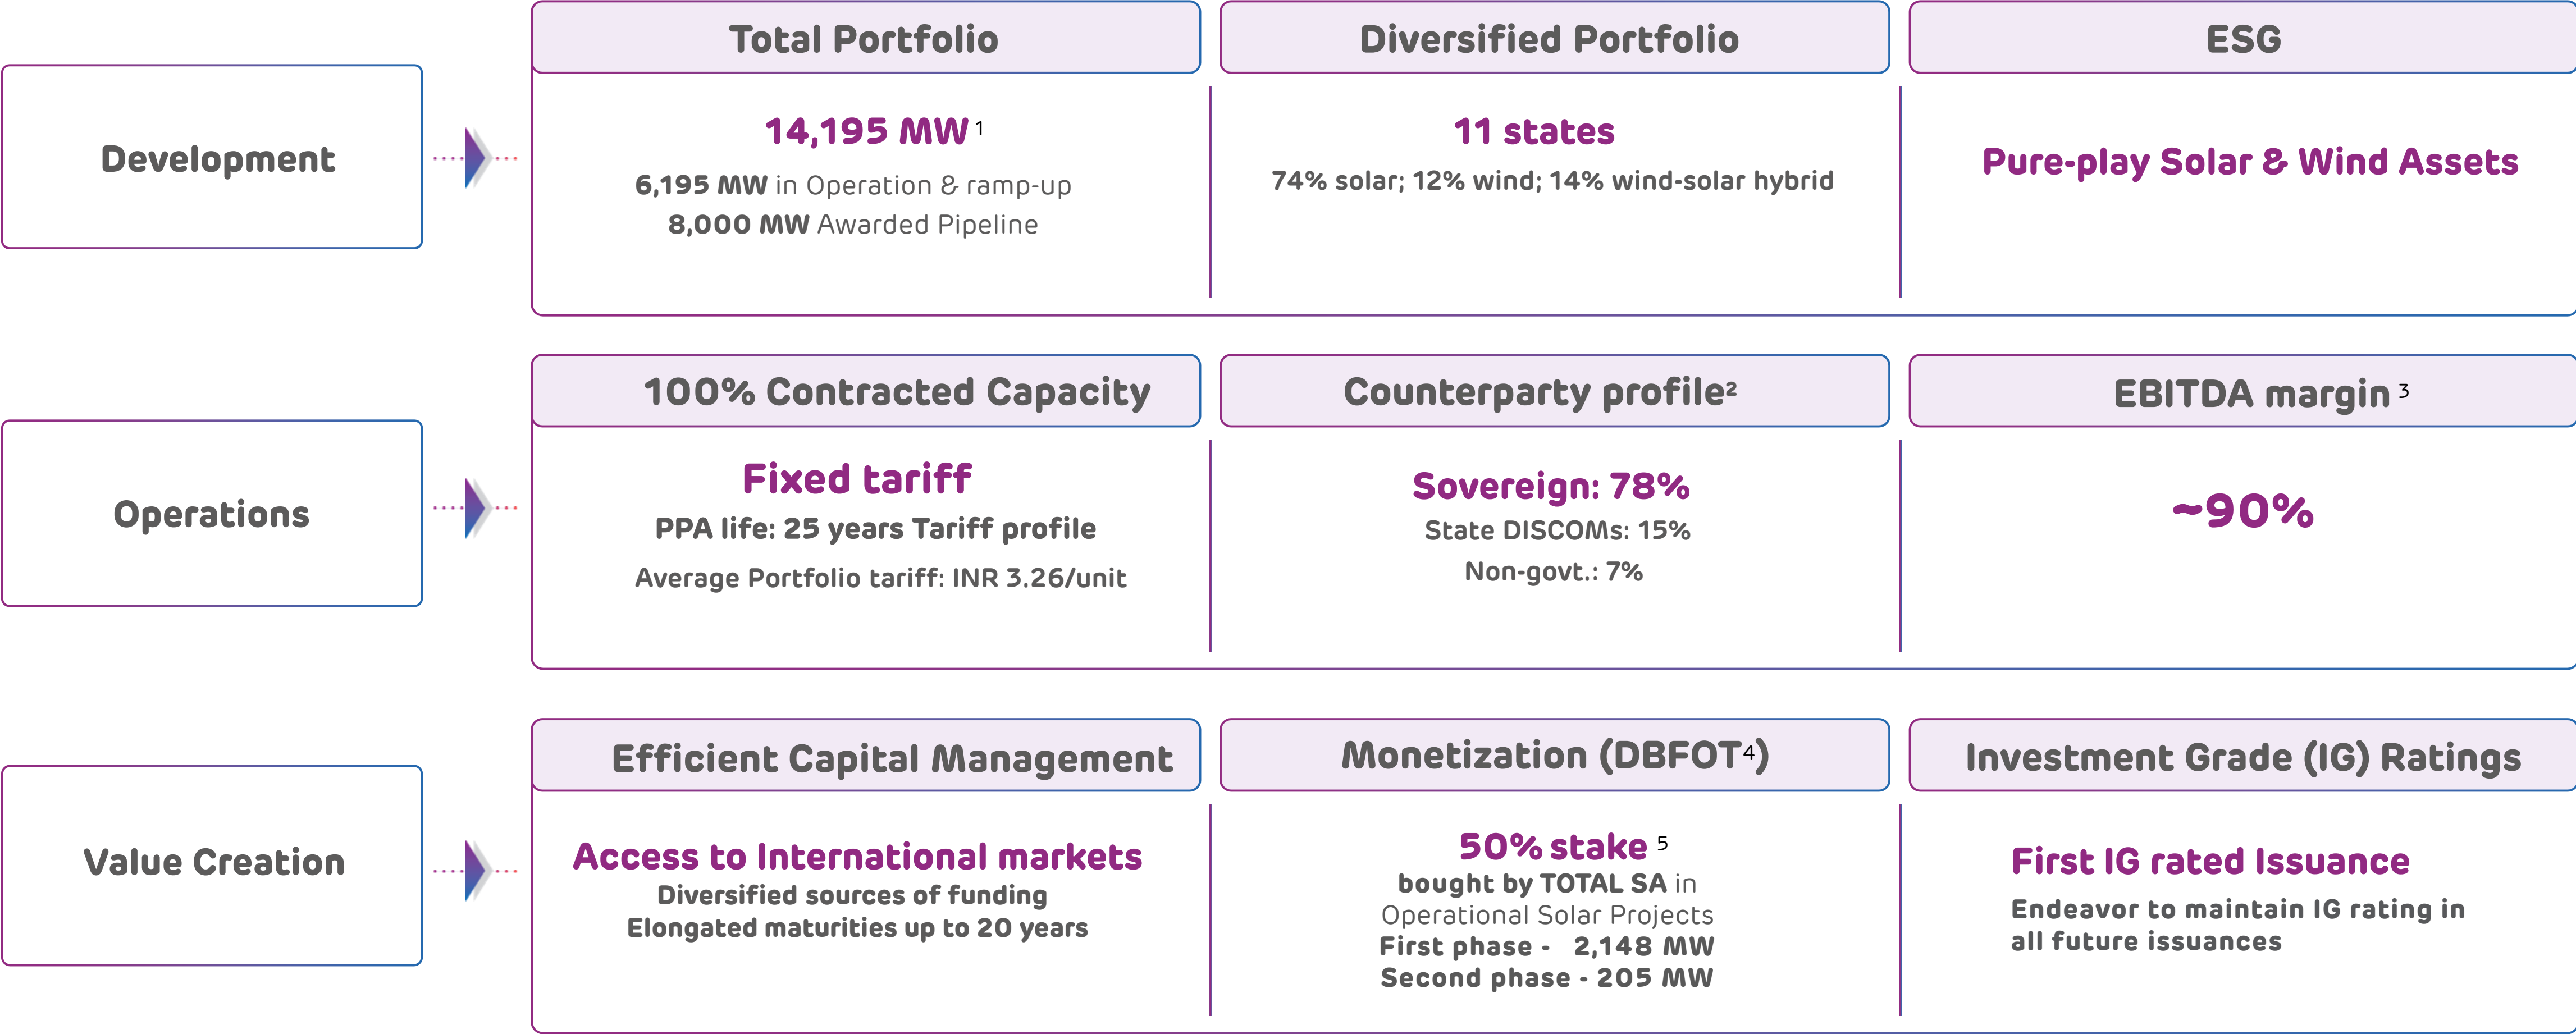 Total Portfolio
Diversified Portfolio
ESG
Development
14,195 MW 1
6,195 MW in Operation & ramp-up
8,000 MW Awarded Pipeline
11 states
74% solar; 12% wind; 14% wind-solar hybrid
Pure-play Solar & Wind Assets
100% Contracted Capacity
Counterparty profile²
EBITDA margin 3
Operations
Fixed tariff
PPA life: 25 years Tariff profile
Average Portfolio tariff: INR 3.26/unit
Sovereign: 78%
State DISCOMs: 15%
Non-govt.: 7%
~90%
Efficient Capital Management
Monetization (DBFOT4)
Investment Grade (IG) Ratings
Value Creation
Access to International markets
Diversified sources of funding
Elongated maturities up to 20 years
50% stake 5
bought by TOTAL SA in
Operational Solar Projects
First phase - 2,148 MW
Second phase - 205 MW
First IG rated Issuance
Endeavor to maintain IG rating in
all future issuances